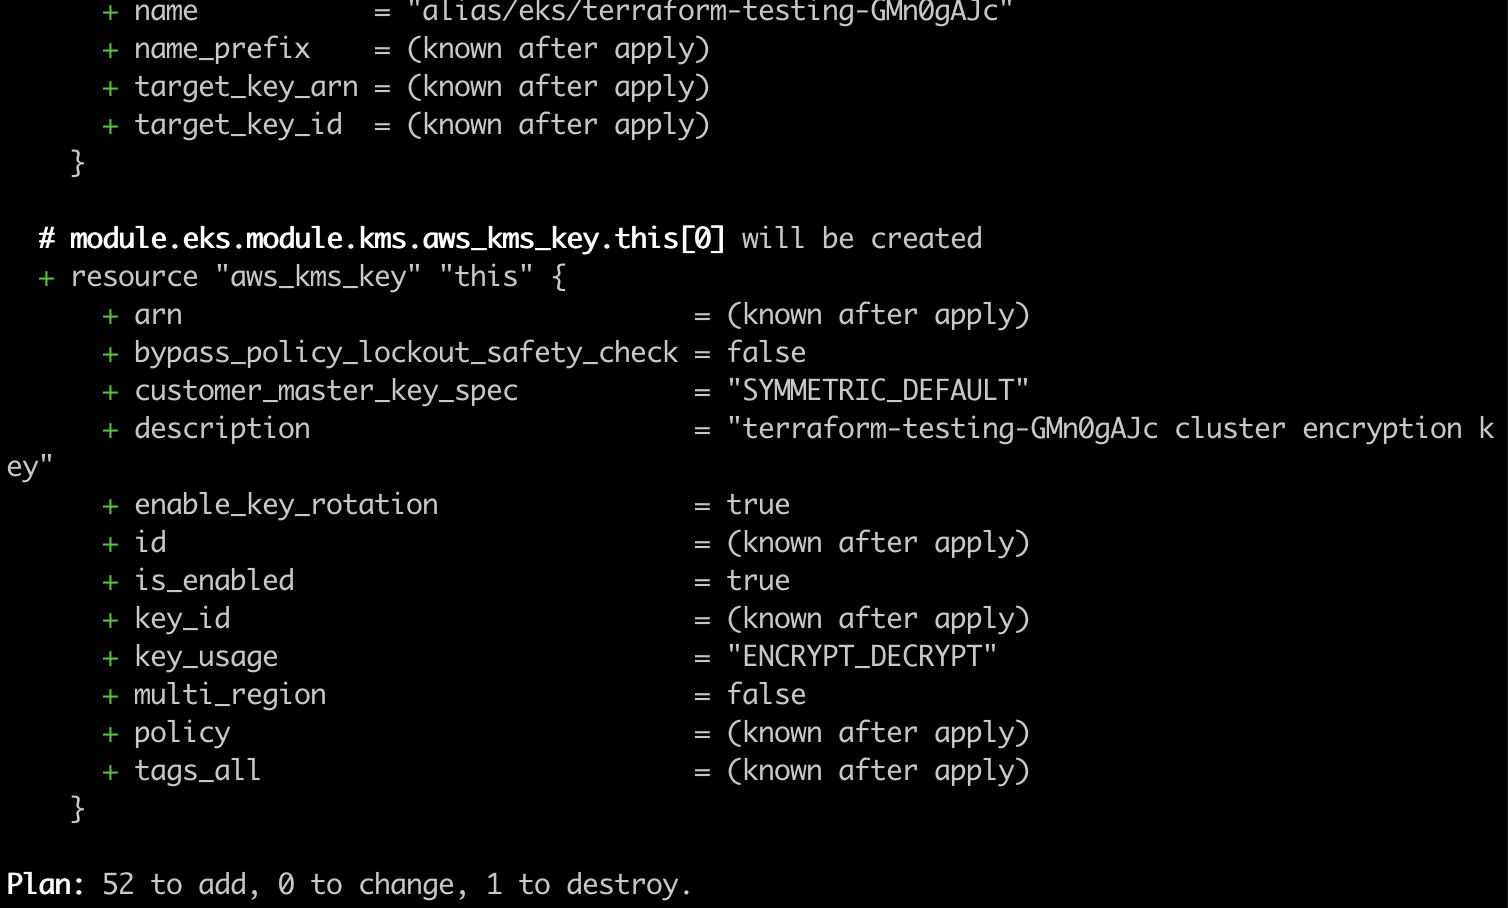 + name           = "alias/eks/terraform-testing-GMn0gAJc"
+ name_prefix    = (known after apply)
+ target_key_arn = (known after apply)
+ target_key_id  = (known after apply)
}
# module.eks.module.kms.aws_kms_key.this[0] will be created
+ resource "aws_kms_key" "this" {
+ arn                                = (known after apply)
+ bypass_policy_lockout_safety_check = false
+ customer_master_key_spec           = "SYMMETRIC_DEFAULT"
+ description                        = "terraform-testing-GMn0gAJc cluster encryption k
ey"
+ enable_key_rotation                = true
+ id                                 = (known after apply)
+ is_enabled                         = true
+ key_id                             = (known after apply)
+ key_usage                          = "ENCRYPT_DECRYPT"
+ multi_region                       = false
+ policy                             = (known after apply)
+ tags_all                           = (known after apply)
}
Plan: 52 to add, 0 to change, 1 to destroy.